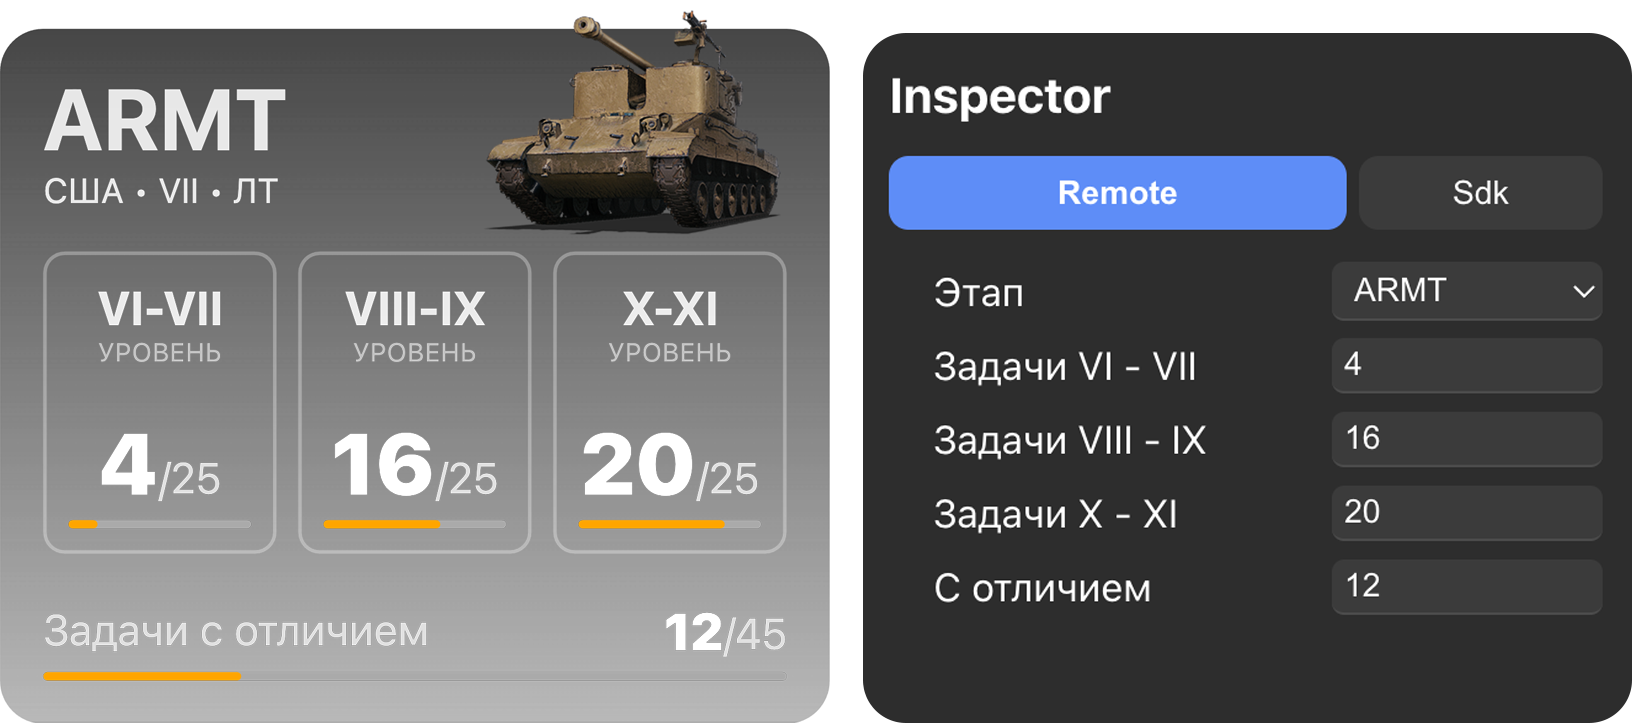 ARMT
США • VII • ЛТ
VI-VII
УРОВЕНЬ
4/25
VIII-IX
УРОВЕНЬ
16/25
X-XI
УРОВЕНЬ
20/25
Задачи с отличием
12/45
Inspector
Remote
Sdk
Этап
ARMT
Задачи VI - VII
4
Задачи VIII - IX
16
Задачи X - XI
20
С отличием
12